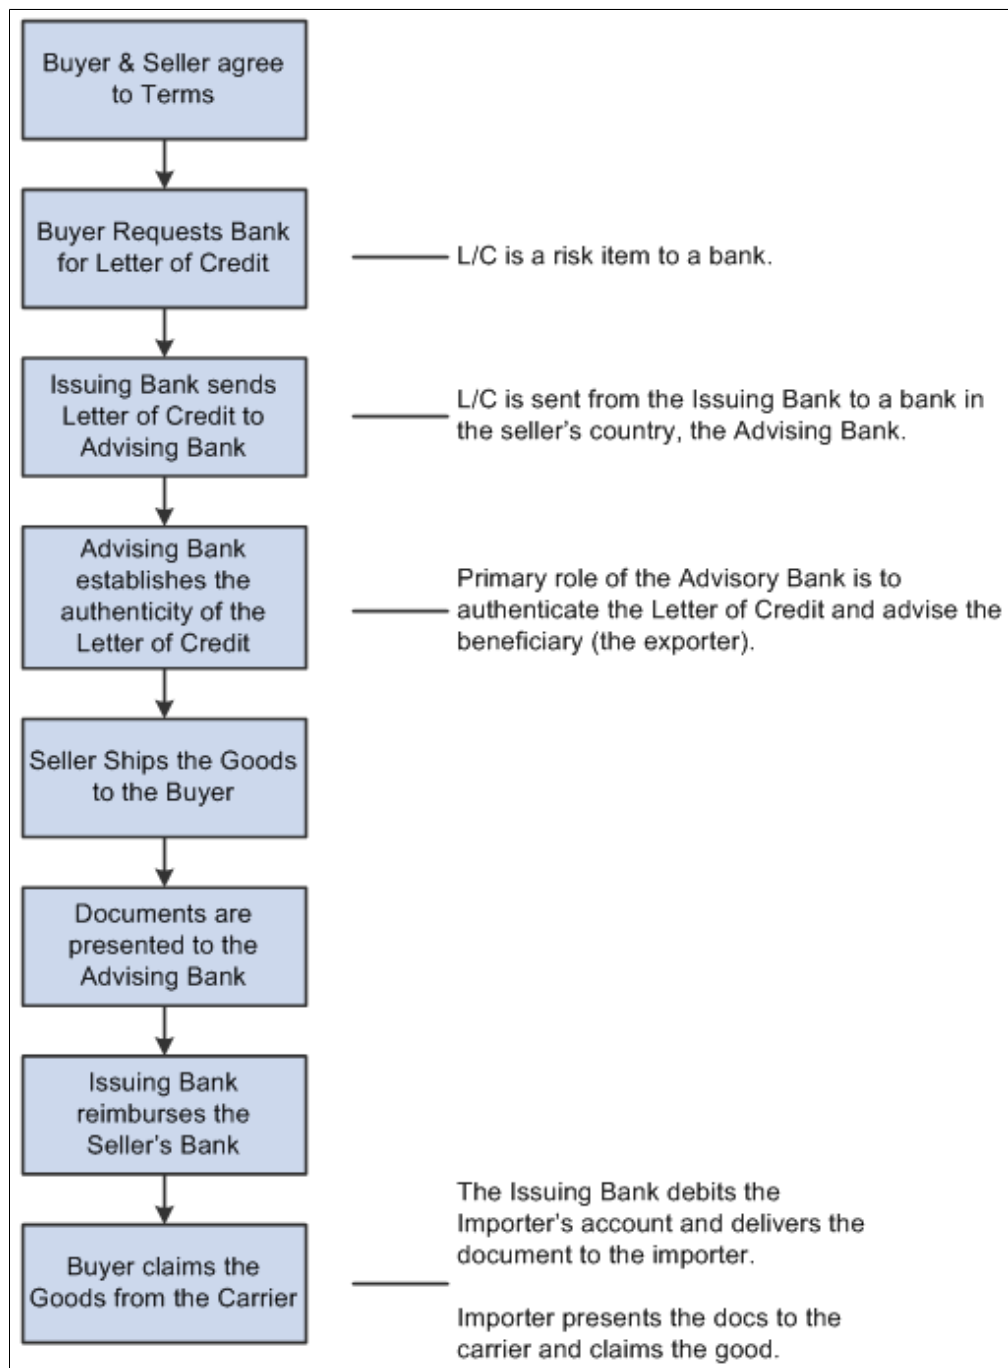 Buyer & Seller agree
to Terms
Buyer Requests Bank
for Letter of Credit
L/C is a risk item to a bank.
Issuing Bank sends
Letter of Credit to
Advising Bank
L/C is sent from the Issuing Bank to a bank in
the seller's country, the Advising Bank.
Advising Bank
establishes the
authenticity of the
Letter of Credit
Primary role of the Advisory Bank is to
authenticate the Letter of Credit and advise the
beneficiary (the exporter).
Seller Ships the Goods
to the Buyer
Documents are
presented to the
Advising Bank
Issuing Bank
reimburses the
Seller's Bank
Buyer claims the
Goods from the Carrier
The Issuing Bank debits the
Importer's account and delivers the
document to the importer.
Importer presents the docs to the
carrier and claims the good.